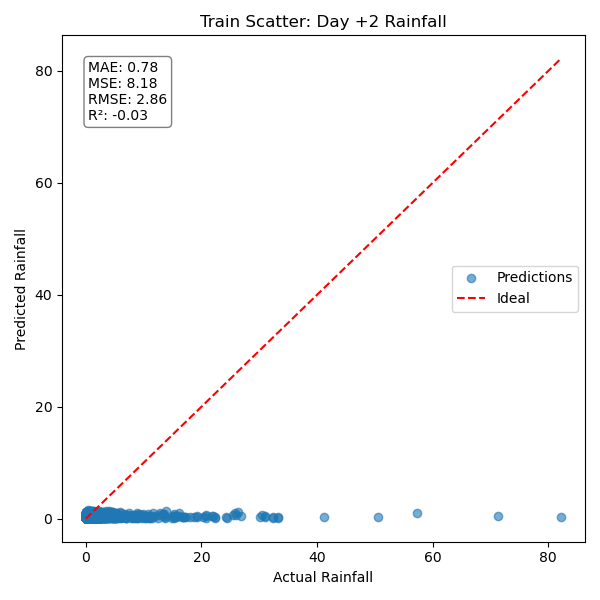 Train Scatter: Day +2 Rainfall
MAE: 0.78
MSE: 8.18
RMSE: 2.86
R²: -0.03
80
60
40
20
0
Predicted Rainfall
Predictions
Ideal
0 20 40 60 80
Actual Rainfall